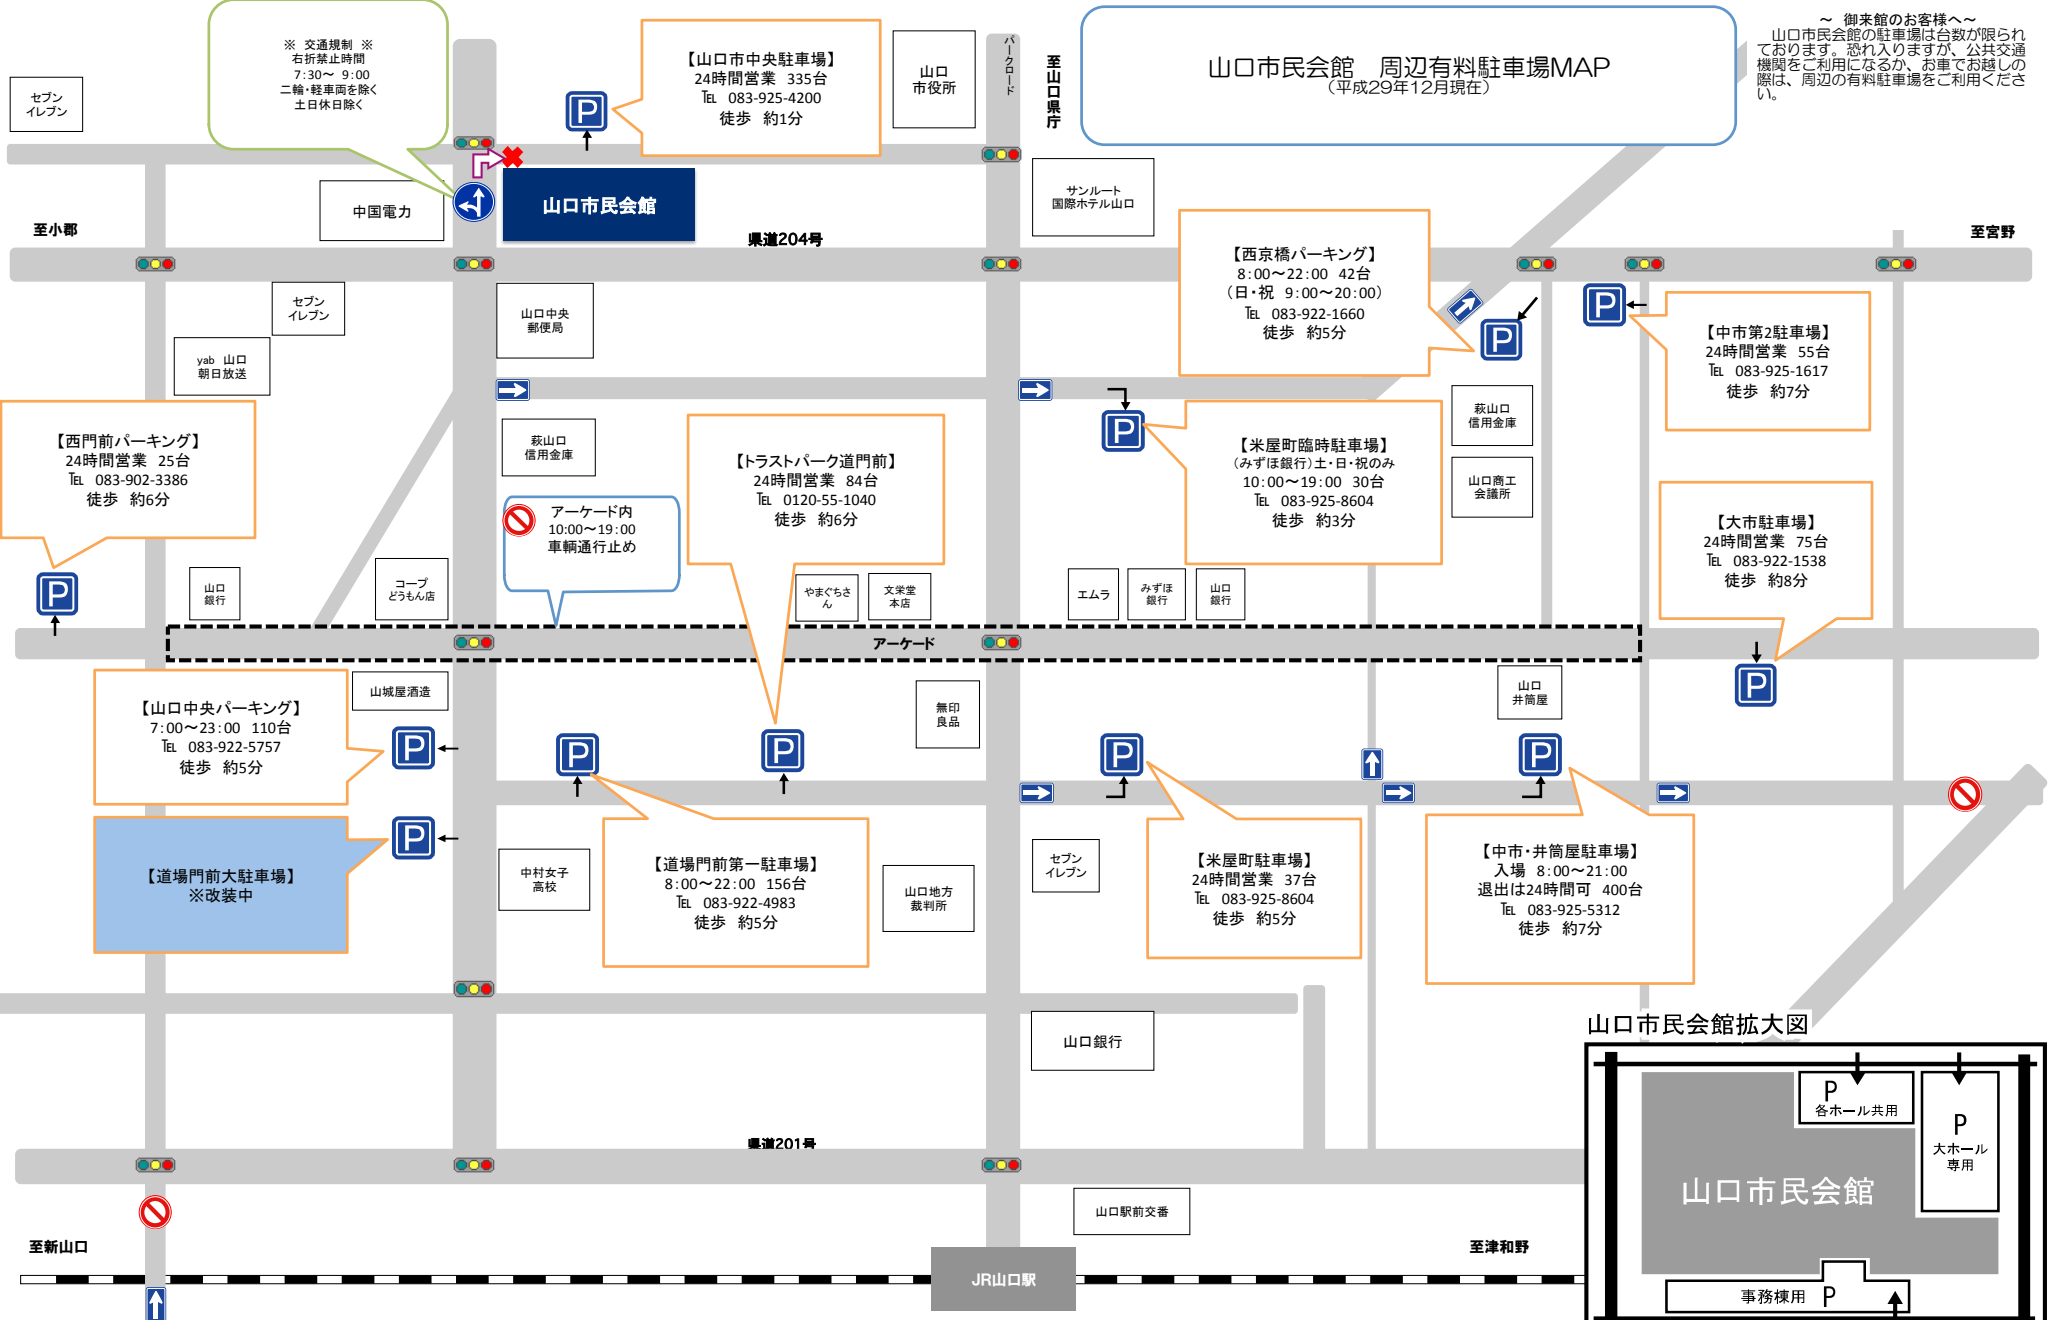 ※ 交通規制 ※
右折禁止時間
7:30～ 9:00
二輪・軽車両を除く
土日休日除く
【山口市中央駐車場】
24時間営業 335台
℡ 083-925-4200
徒歩 約1分
山口
市役所
パークロード
至山口県庁
山口市民会館 周辺有料駐車場MAP
(平成29年12月現在)
～ 御来館のお客様へ～
山口市民会館の駐車場は台数が限られ
ております。恐れ入りますが、公共交通
機関をご利用になるか、お車でお越しの
際は、周辺の有料駐車場をご利用くださ
い。
セブン
イレブン
P
中国電力
山口市民会館
サンルート
国際ホテル山口
至小郡
県道204号
至宮野
【西京橋パーキング】
8:00～22:00 42台
(日・祝 9:00～20:00)
℡ 083-922-1660
徒歩 約5分
P
P
【中市第2駐車場】
24時間営業 55台
℡ 083-925-1617
徒歩 約7分
セブン
イレブン
山口中央
郵便局
yab 山口
朝日放送
【西門前パーキング】
24時間営業 25台
℡ 083-902-3386
徒歩 約6分
P
萩山口
信用金庫
【トラストパーク道門前】
24時間営業 84台
℡ 0120-55-1040
徒歩 約6分
P
【米屋町臨時駐車場】
(みずほ銀行)土・日・祝のみ
10:00～19:00 30台
℡ 083-925-8604
徒歩 約3分
萩山口
信用金庫
山口商工
会議所
【大市駐車場】
24時間営業 75台
℡ 083-922-1538
徒歩 約8分
アーケード内
10:00～19:00
車輌通行止め
山口
銀行
コープ
どうもん店
やまぐちさ
ん
文栄堂
本店
エムラ
みずほ
銀行
山口
銀行
アーケード
【山口中央パーキング】
7:00～23:00 110台
℡ 083-922-5757
徒歩 約5分
山城屋酒造
P
P
P
無印
良品
P
山口
井筒屋
P
P
【道場門前大駐車場】
※改装中
P
中村女子
高校
【道場門前第一駐車場】
8:00～22:00 156台
℡ 083-922-4983
徒歩 約5分
山口地方
裁判所
セブン
イレブン
【米屋町駐車場】
24時間営業 37台
℡ 083-925-8604
徒歩 約5分
【中市・井筒屋駐車場】
入場 8:00～21:00
退出は24時間可 400台
℡ 083-925-5312
徒歩 約7分
山口銀行
県道201号
山口駅前交番
至新山口
至津和野
JR山口駅
山口市民会館拡大図
P
各ホール共用
P
大ホール
専用
山口市民会館
事務棟用 P